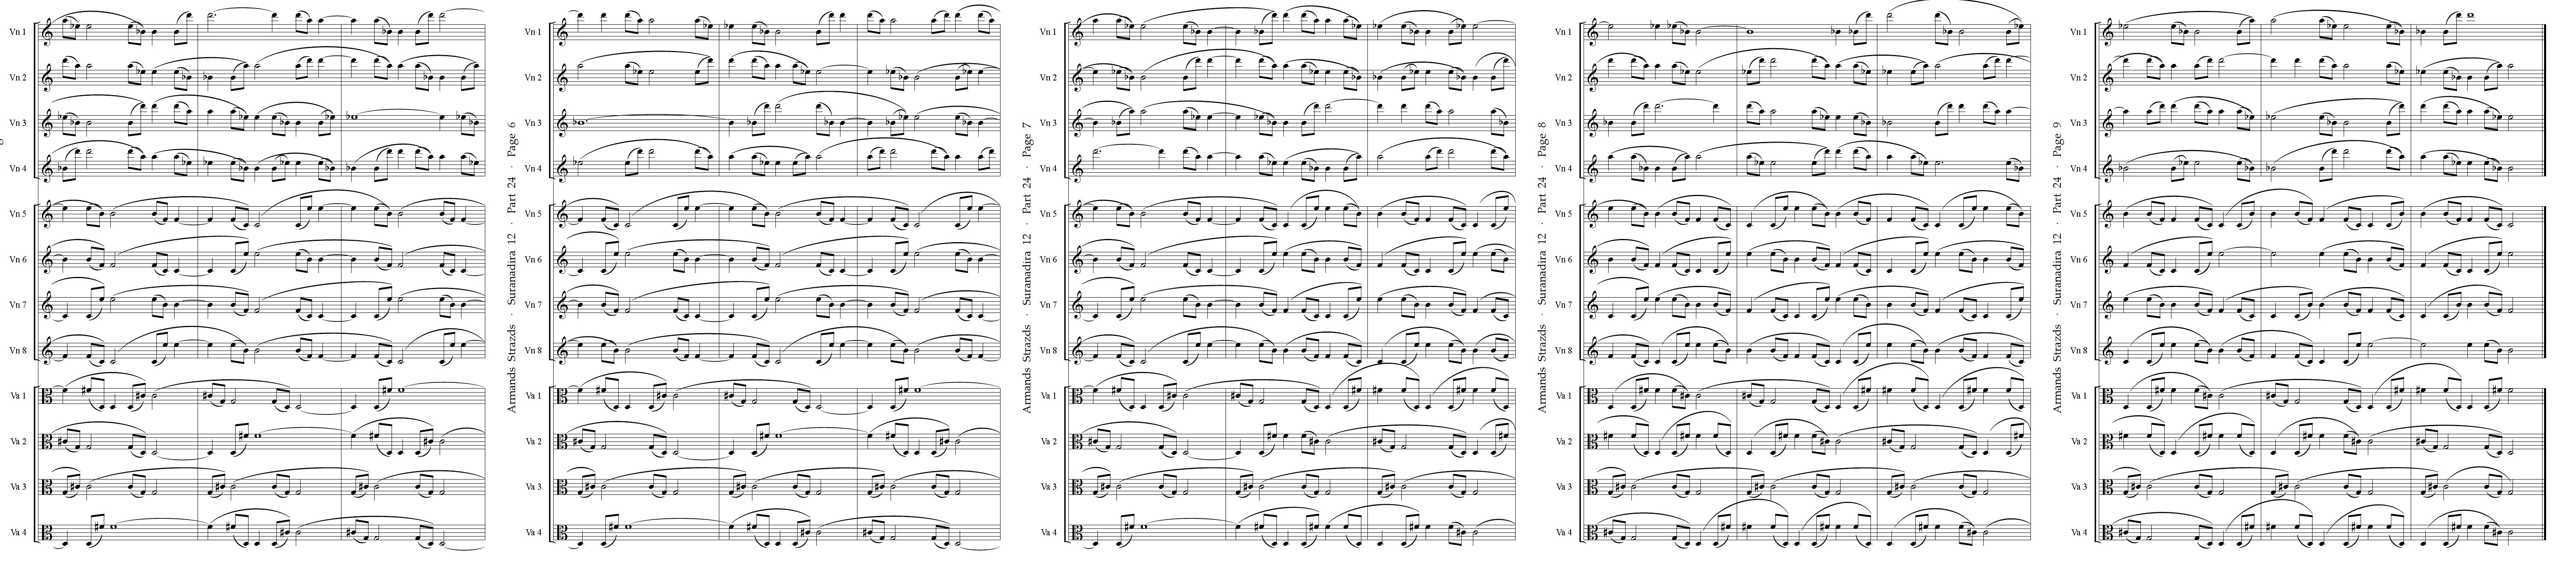 Vn 1
Vn 2
Vn 3
Vn 4
Vn 5
Vn 6
Vn 7
Vn 8
Va 1
Va 2
Va 3
Va 4
Armands Strazds · Suranadira 12 · Part 24 · Page 6
Vn 1
Vn 2
Vn 3
Vn 4
Vn 5
Vn 6
Vn 7
Vn 8
Va 1
Va 2
Va 3
Va 4
Armands Strazds · Suranadira 12 · Part 24 · Page 7
Vn 1
Vn 2
Vn 3
Vn 4
Vn 5
Vn 6
Vn 7
Vn 8
Va 1
Va 2
Va 3
Va 4
Armands Strazds · Suranadira 12 · Part 24 · Page 8
Vn 1
Vn 2
Vn 3
Vn 4
Vn 5
Vn 6
Vn 7
Vn 8
Va 1
Va 2
Va 3
Va 4
Armands Strazds · Suranadira 12 · Part 24 · Page 9
Vn 1
Vn 2
Vn 3
Vn 4
Vn 5
Vn 6
Vn 7
Vn 8
Va 1
Va 2
Va 3
Va 4